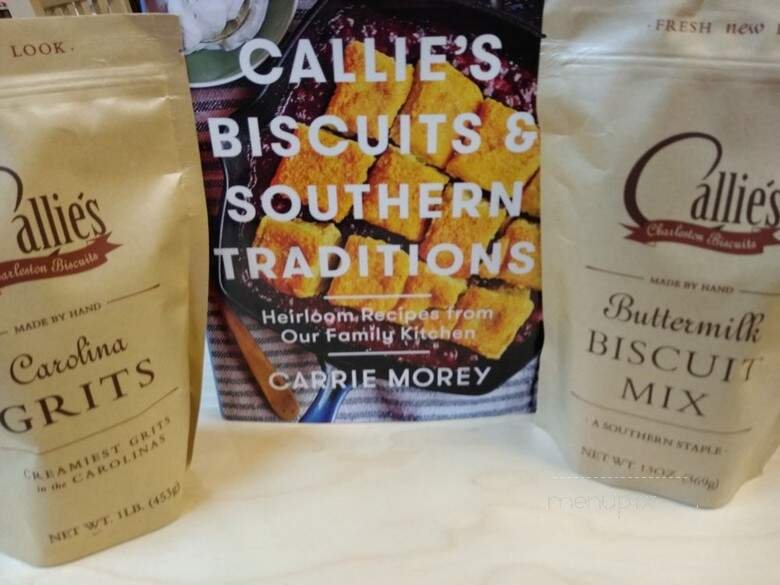 LOOK.
Callie's
Charleston Biscuits
MADE BY HAND
Carolina
GRITS
CREAMIEST GRITS
in the CAROLINAS
NET WT. 1LB. (453g)
CALLIE'S
BISCUITS &
SOUTHERN
TRADITIONS
Heirloom Recipes from
Our Family Kitchen
CARRIE MOREY
·FRESH new
Callie's
Charleston Biscuits
MADE BY HAND
Buttermilk
BISCUIT
MIX
·A SOUTHERN STAPLE·
NET WT 13OZ. (369g)